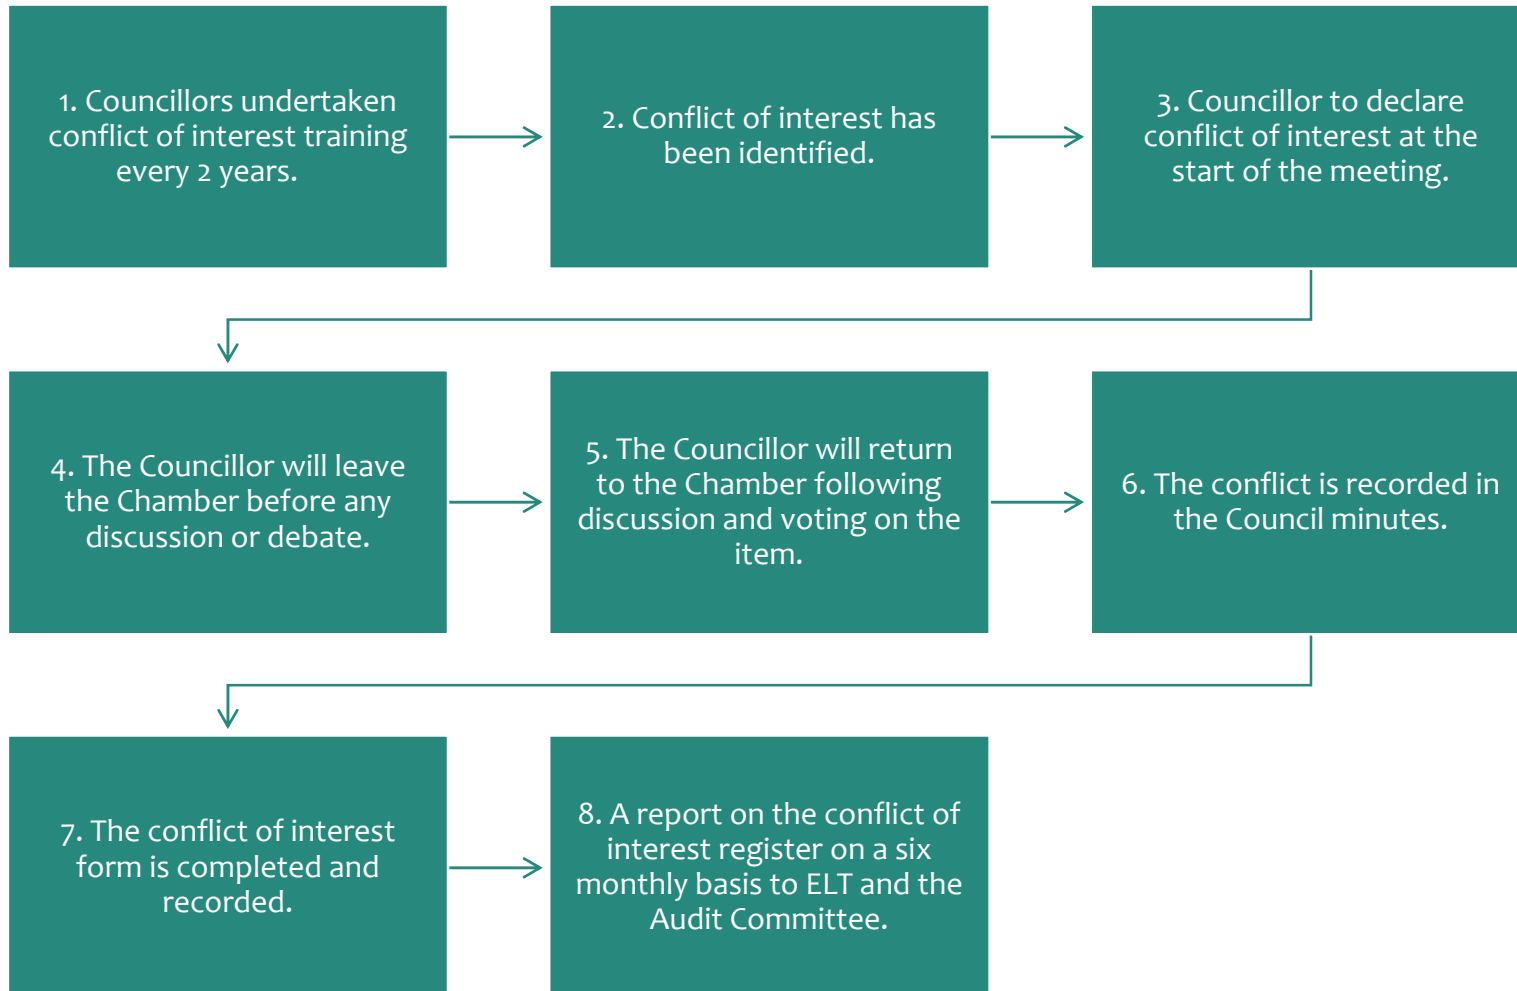 1. Councillors undertaken
conflict of interest training
every 2 years.
2. Conflict of interest has
been identified.
3. Councillor to declare
conflict of interest at the
start of the meeting.
4. The Councillor will leave
the Chamber before any
discussion or debate.
5. The Councillor will return
to the Chamber following
discussion and voting on the
item.
6. The conflict is recorded in
the Council minutes.
7. The conflict of interest
form is completed and
recorded.
8. A report on the conflict of
interest register on a six
monthly basis to ELT and the
Audit Committee.